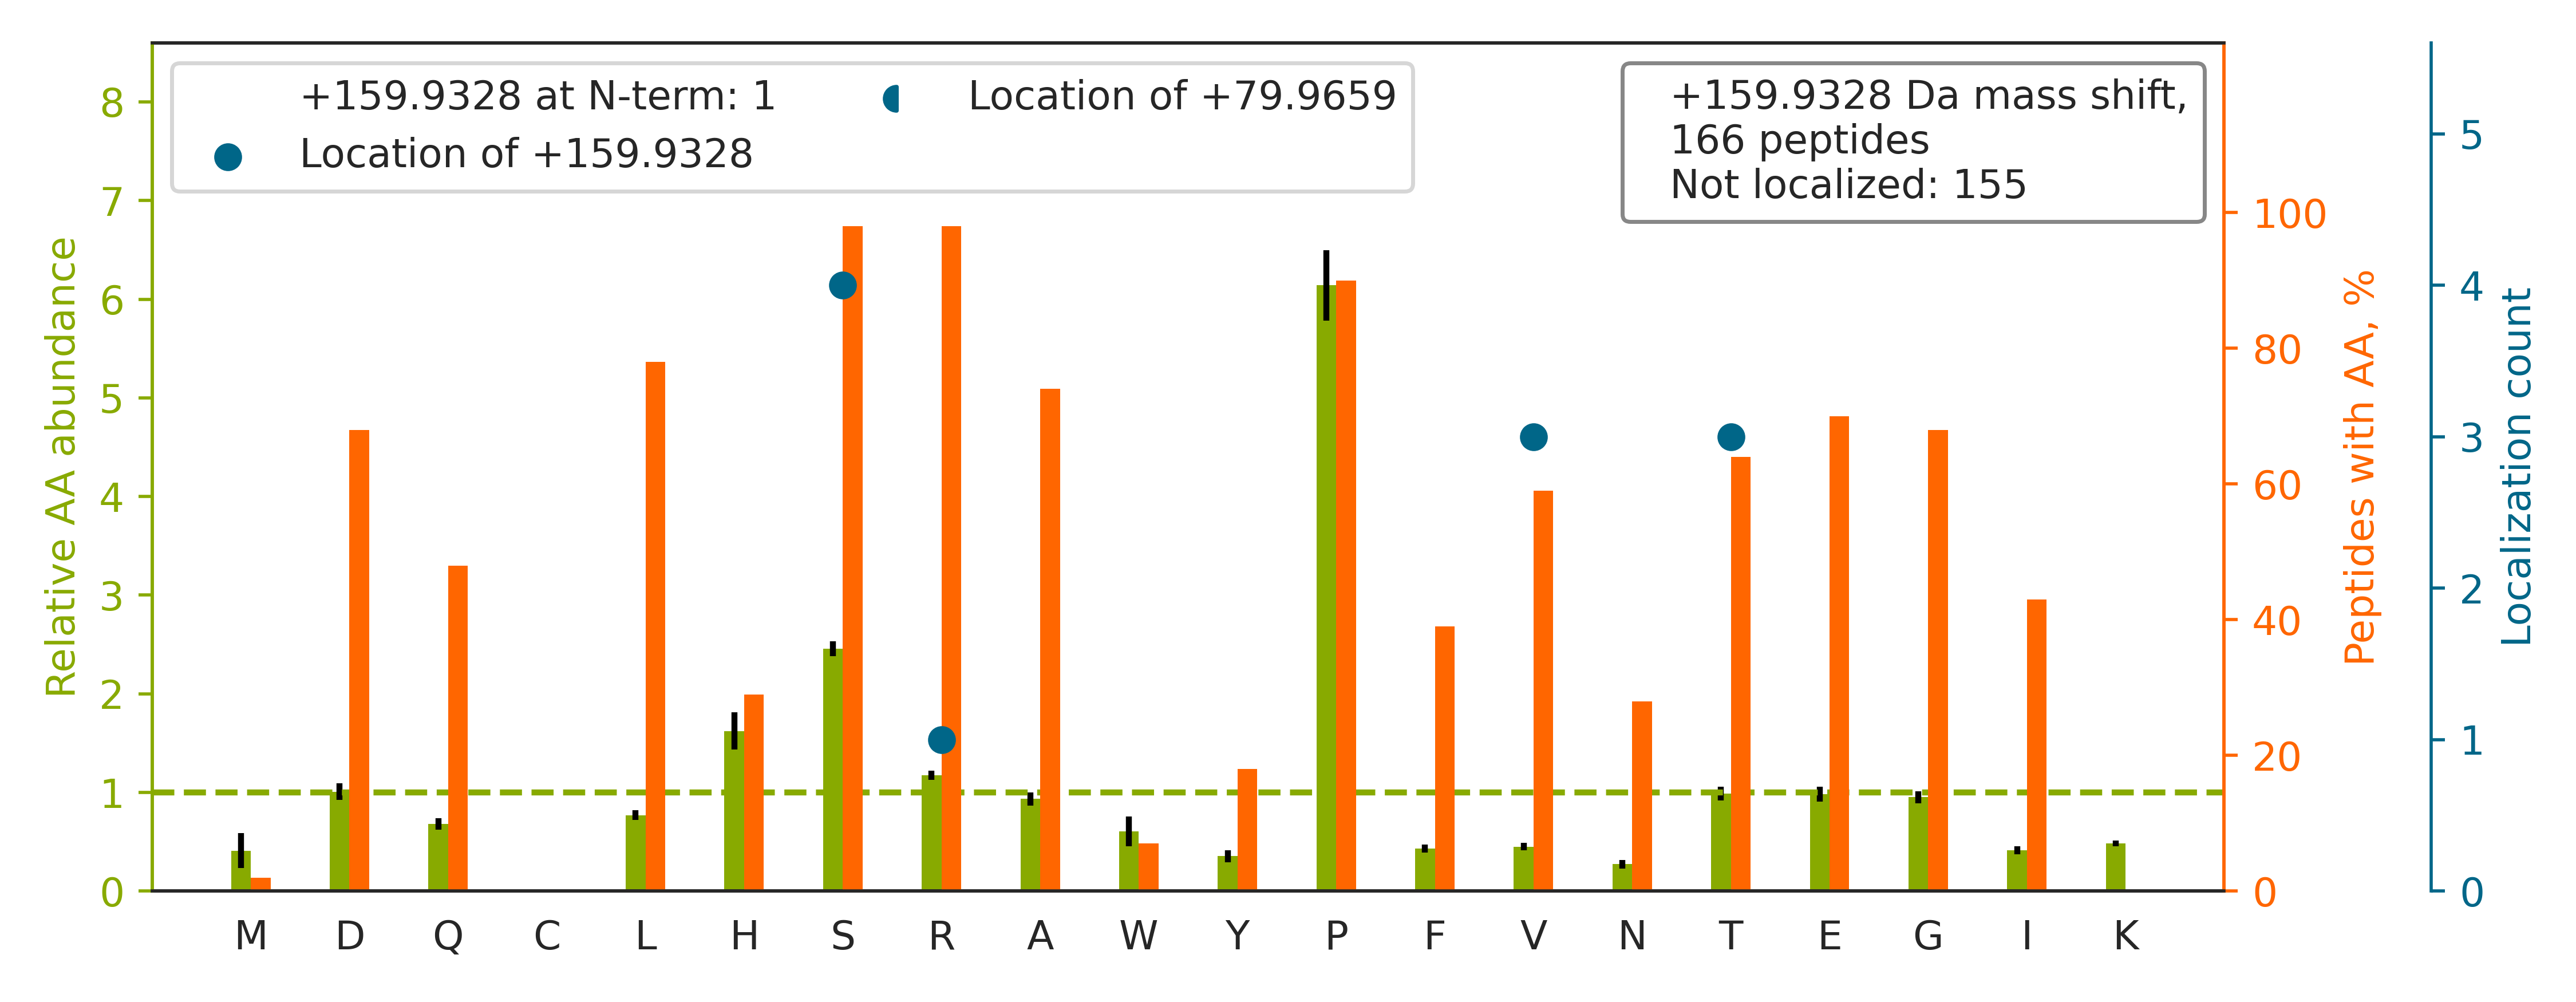 +159.9328 at N-term: 1
Location of +159.9328
Location of +79.9659
+159.9328 Da mass shift,
166 peptides
Not localized: 155
Relative AA abundance
8
7
6
5
4
3
2
1
0
Peptides with AA, %
100
80
60
40
20
0
Localization count
5
4
3
2
1
0
M D Q C L H S R A W Y P F V N T E G I K